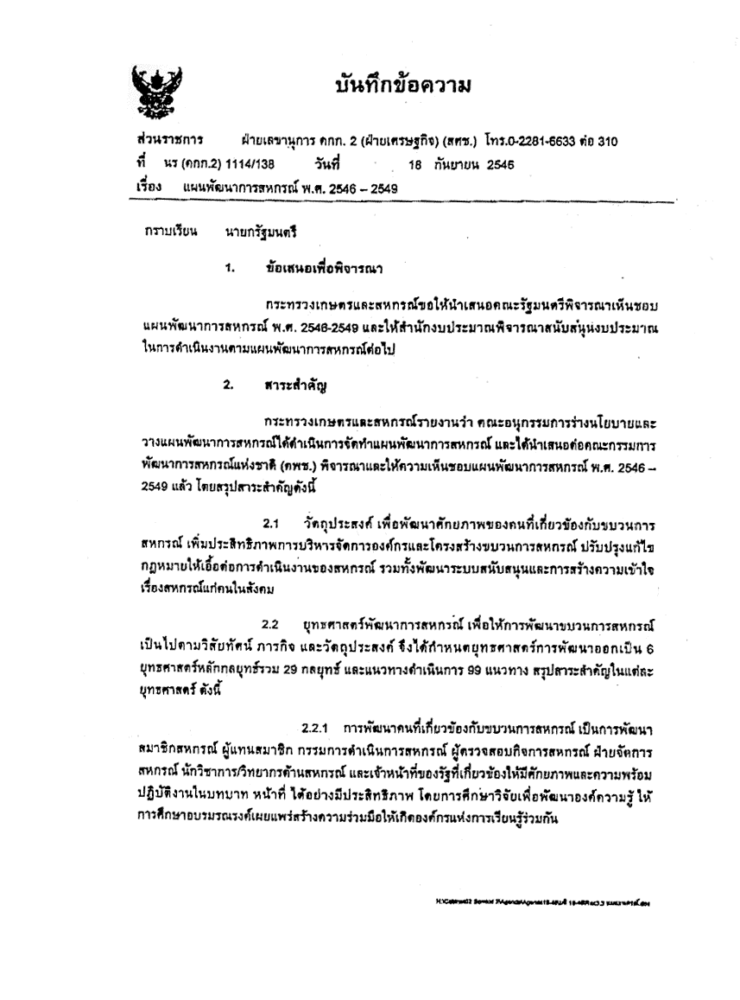 บันทึกข้อความ
ส่วนราชการ ฝ่ายเลขานุการ คกก. 2 (ฝ่ายเศรษฐกิจ) (สศช.) โทร.0-2281-6633 ต่อ 310
ที่ นร (คกก.2) 1114/138 วันที่ 18 กันยายน 2546
เรื่อง แผนพัฒนาการสหกรณ์ พ.ศ. 2546 – 2549
กราบเรียน นายกรัฐมนตรี
1. ข้อเสนอเพื่อพิจารณา
กระทรวงเกษตรและสหกรณ์ขอให้นำเสนอคณะรัฐมนตรีพิจารณาเห็นชอบ
แผนพัฒนาการสหกรณ์ พ.ศ. 2546-2549 และให้สำนักงบประมาณพิจารณาสนับสนุนงบประมาณ
ในการดำเนินงานตามแผนพัฒนาการสหกรณ์ต่อไป
2. สาระสำคัญ
กระทรวงเกษตรและสหกรณ์รายงานว่า คณะอนุกรรมการร่างนโยบายและ
วางแผนพัฒนาการสหกรณ์ได้ดำเนินการจัดทำแผนพัฒนาการสหกรณ์ และได้นำเสนอต่อคณะกรรมการ
พัฒนาการสหกรณ์แห่งชาติ (คพช.) พิจารณาและให้ความเห็นชอบแผนพัฒนาการสหกรณ์ พ.ศ. 2546 –
2549 แล้ว โดยสรุปสาระสำคัญดังนี้
2.1 วัตถุประสงค์ เพื่อพัฒนาศักยภาพของคนที่เกี่ยวข้องกับขบวนการ
สหกรณ์ เพิ่มประสิทธิภาพการบริหารจัดการองค์กรและโครงสร้างขบวนการสหกรณ์ ปรับปรุงแก้ไข
กฎหมายให้เอื้อต่อการดำเนินงานของสหกรณ์ รวมทั้งพัฒนาระบบสนับสนุนและการสร้างความเข้าใจ
เรื่องสหกรณ์แก่คนในสังคม
2.2 ยุทธศาสตร์พัฒนาการสหกรณ์ เพื่อให้การพัฒนาขบวนการสหกรณ์
เป็นไปตามวิสัยทัศน์ ภารกิจ และวัตถุประสงค์ จึงได้กำหนดยุทธศาสตร์การพัฒนาออกเป็น 6
ยุทธศาสตร์หลักกลยุทธ์รวม 29 กลยุทธ์ และแนวทางดำเนินการ 99 แนวทาง สรุปสาระสำคัญในแต่ละ
ยุทธศาสตร์ ดังนี้
2.2.1 การพัฒนาคนที่เกี่ยวข้องกับขบวนการสหกรณ์ เป็นการพัฒนา
สมาชิกสหกรณ์ ผู้แทนสมาชิก กรรมการดำเนินการสหกรณ์ ผู้ตรวจสอบกิจการสหกรณ์ ฝ่ายจัดการ
สหกรณ์ นักวิชาการ/วิทยากรด้านสหกรณ์ และเจ้าหน้าที่ของรัฐที่เกี่ยวข้องให้มีศักยภาพและความพร้อม
ปฏิบัติงานในบทบาท หน้าที่ ได้อย่างมีประสิทธิภาพ โดยการศึกษาวิจัยเพื่อพัฒนาองค์ความรู้ ให้
การศึกษาอบรมรณรงค์เผยแพร่สร้างความร่วมมือให้เกิดองค์กรแห่งการเรียนรู้ร่วมกัน